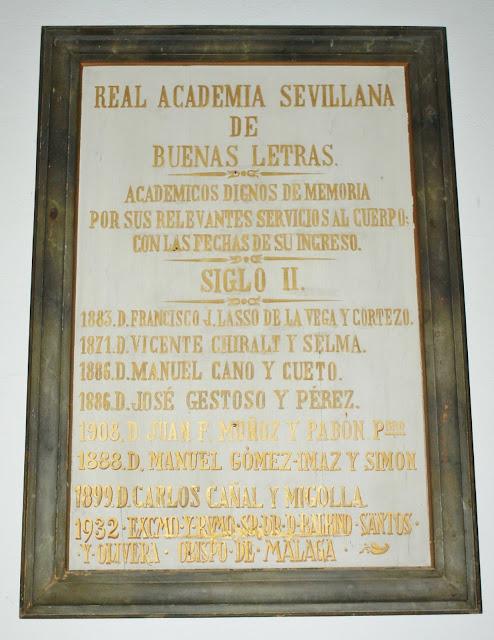 REAL ACADEMIA SEVILLANA
DE
BUENAS LETRAS.
ACADEMICOS DIGNOS DE MEMORIA
POR SUS RELEVANTES SERVICIOS AL CUERPO;
CON LAS FECHAS DE SU INGRESO.
SIGLO II.
1883. D. FRANCISCO J. LASSO DE LA VEGA Y CORTEZO.
1871. D. VICENTE CHIRALT Y SELMA.
1886. D. MANUEL CANO Y CUETO.
1886. D. JOSÉ GESTOSO Y PÉREZ.
1908. D. JUAN F. MUÑOZ Y PABÓN. Pbro
1888. D. MANUEL GÓMEZ-IMAZ Y SIMON
1899. D. CARLOS CAÑAL Y MIGOLLA.
1932 · EXCMO · Y · RVMO · SR · DR · D · BALBINO · SANTOS ·
· Y · OLIVERA · OBISPO · DE · MÁLAGA ·